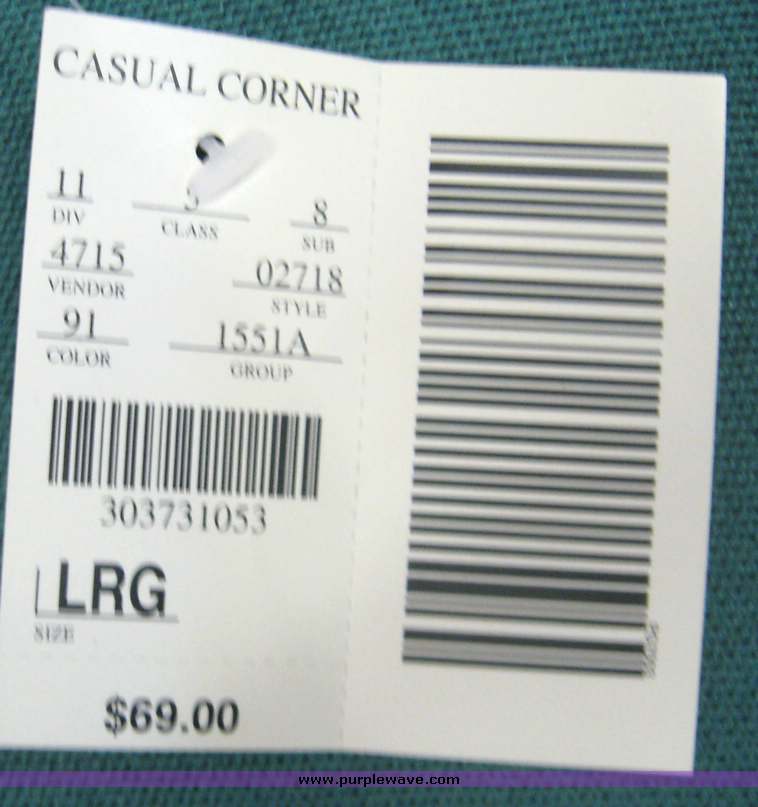 CASUAL CORNER
11 8
DIV CLASS SUB
4715 02718
VENDOR STYLE
91 1551A
COLOR GROUP
303731053
LRG
SIZE
$69.00
www.purplewave.com